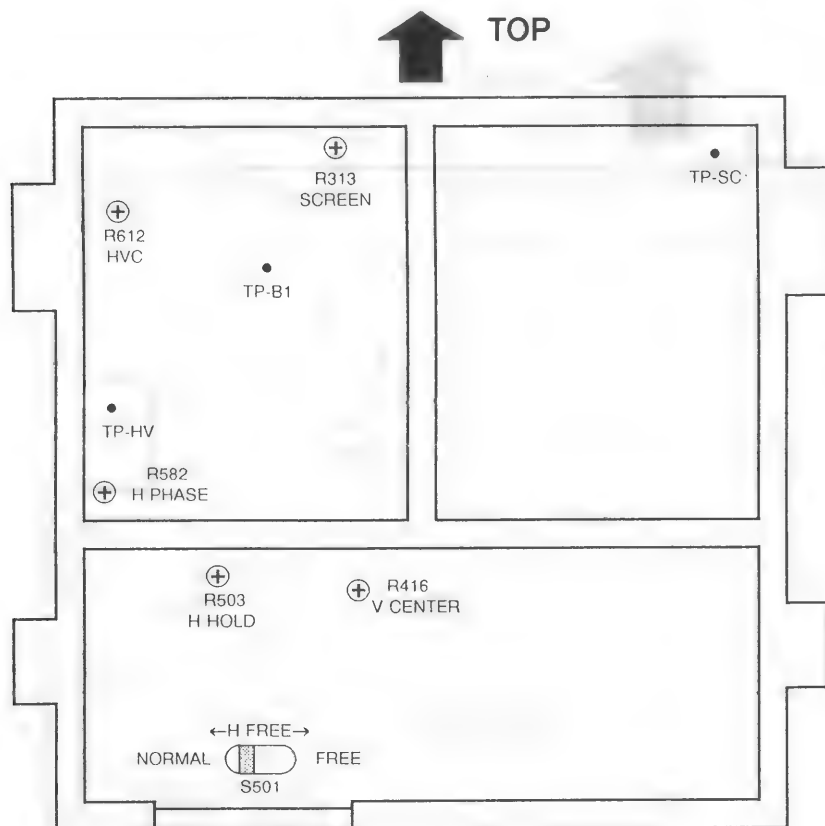 TOP
R313
SCREEN
TP-SC
R612
HVC
TP-B1
TP-HV
R582
H PHASE
R503
H HOLD
R416
V CENTER
←H FREE→
NORMAL
FREE
S501